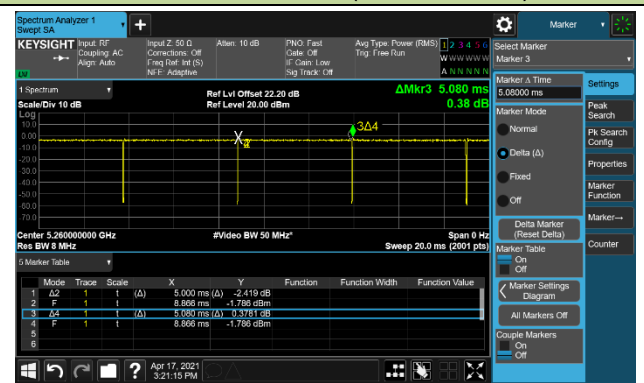 Spectrum Analyzer 1
Swept SA
+
Marker
KEYSIGHT
Input: RF
Coupling: AC
Align: Auto
Input Z: 50 Ω
Corrections: Off
Freq Ref: Int (S)
NFE: Adaptive
Atten: 10 dB
PNO: Fast
Gate: Off
IF Gain: Low
Sig Track: Off
Avg Type: Power (RMS)
Trig: Free Run
1 2 3 4 5 6
W W W W W W
A N N N N N
Select Marker
Marker 3
1 Spectrum
Scale/Div 10 dB
Ref Lvl Offset 22.20 dB
Ref Level 20.00 dBm
ΔMkr3 5.080 ms
0.38 dB
Log
10.0
0.00
-10.0
-20.0
-30.0
-40.0
-50.0
-60.0
-70.0
3Δ4
Center 5.260000000 GHz
#Video BW 50 MHz*
Span 0 Hz
Res BW 8 MHz
Sweep 20.0 ms (2001 pts)
5 Marker Table
Mode Trace Scale X Y Function Function Width Function Value
1 Δ2 1 t (Δ) 5.000 ms (Δ) -2.419 dB
2 F 1 t 8.866 ms -1.786 dBm
3 Δ4 1 t (Δ) 5.080 ms (Δ) 0.3781 dB
4 F 1 t 8.866 ms -1.786 dBm
5
6
Marker Δ Time
5.08000 ms
Marker Mode
Normal
Delta (Δ)
Fixed
Off
Delta Marker
(Reset Delta)
Marker Table
On
Off
Marker Settings
Diagram
All Markers Off
Couple Markers
On
Off
Settings
Peak
Search
Pk Search
Config
Properties
Marker
Function
Marker→
Counter
?
Apr 17, 2021
3:21:15 PM